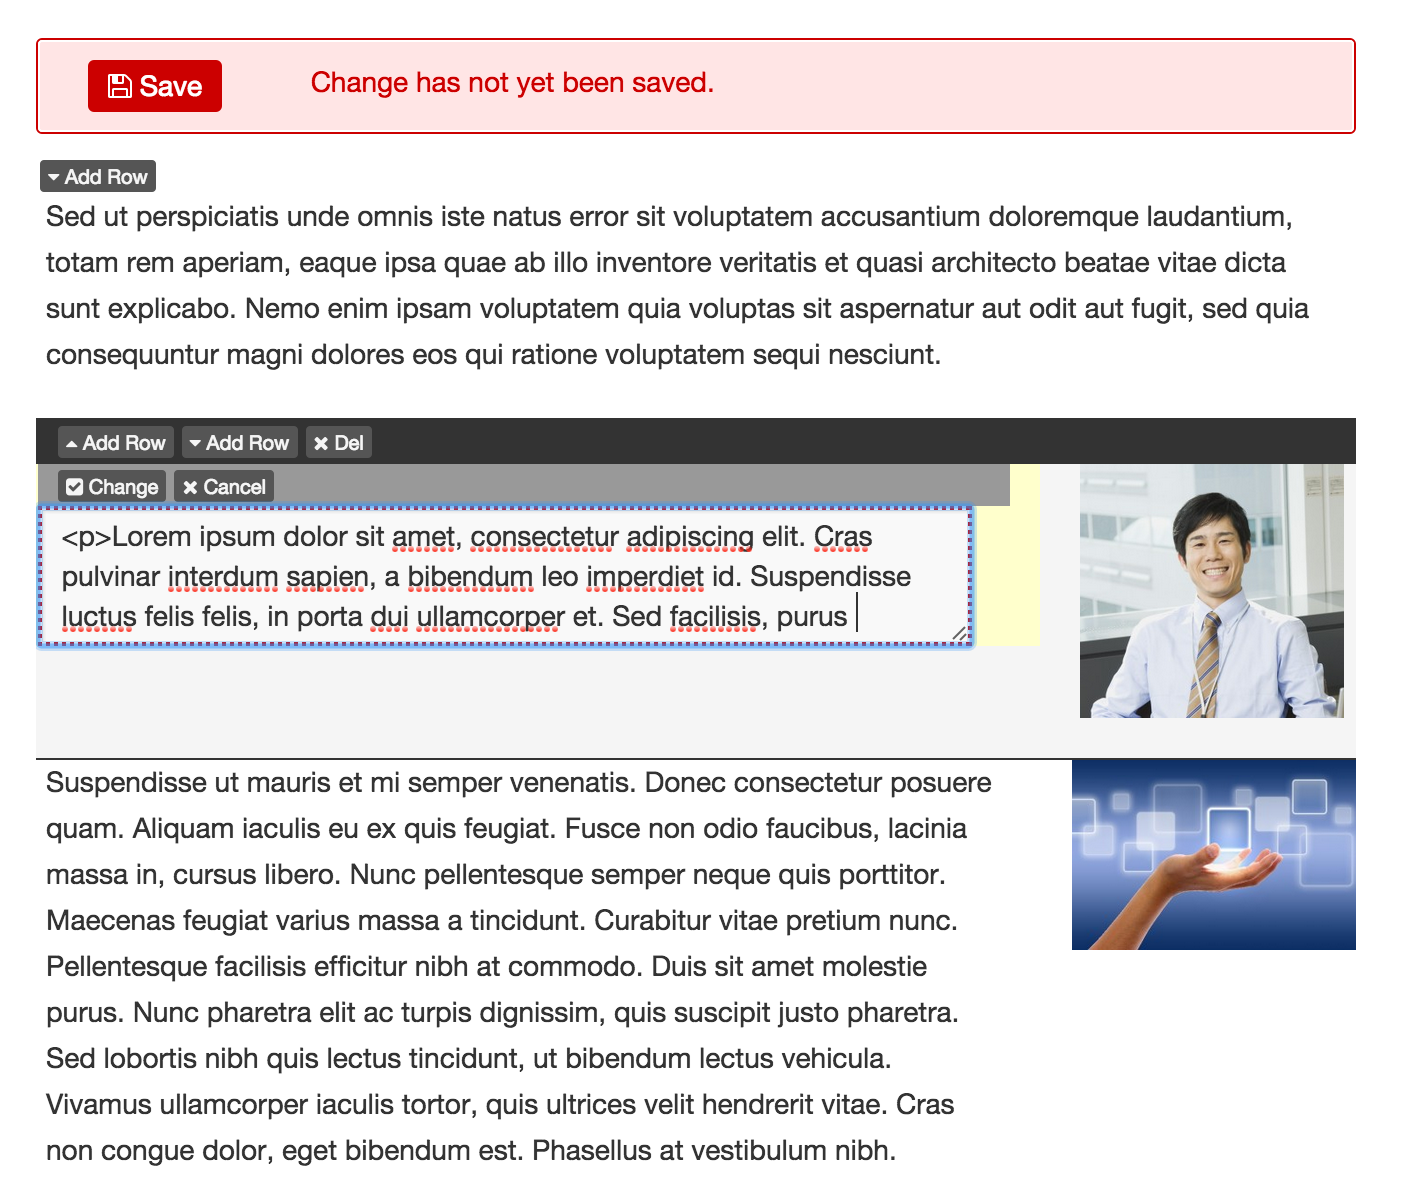 Save
Change has not yet been saved.
Add Row
Sed ut perspiciatis unde omnis iste natus error sit voluptatem accusantium doloremque laudantium,
totam rem aperiam, eaque ipsa quae ab illo inventore veritatis et quasi architecto beatae vitae dicta
sunt explicabo. Nemo enim ipsam voluptatem quia voluptas sit aspernatur aut odit aut fugit, sed quia
consequuntur magni dolores eos qui ratione voluptatem sequi nesciunt.
Add Row Add Row Del
Change Cancel
<p>Lorem ipsum dolor sit amet, consectetur adipiscing elit. Cras
pulvinar interdum sapien, a bibendum leo imperdiet id. Suspendisse
luctus felis felis, in porta dui ullamcorper et. Sed facilisis, purus
Suspendisse ut mauris et mi semper venenatis. Donec consectetur posuere
quam. Aliquam iaculis eu ex quis feugiat. Fusce non odio faucibus, lacinia
massa in, cursus libero. Nunc pellentesque semper neque quis porttitor.
Maecenas feugiat varius massa a tincidunt. Curabitur vitae pretium nunc.
Pellentesque facilisis efficitur nibh at commodo. Duis sit amet molestie
purus. Nunc pharetra elit ac turpis dignissim, quis suscipit justo pharetra.
Sed lobortis nibh quis lectus tincidunt, ut bibendum lectus vehicula.
Vivamus ullamcorper iaculis tortor, quis ultrices velit hendrerit vitae. Cras
non congue dolor, eget bibendum est. Phasellus at vestibulum nibh.